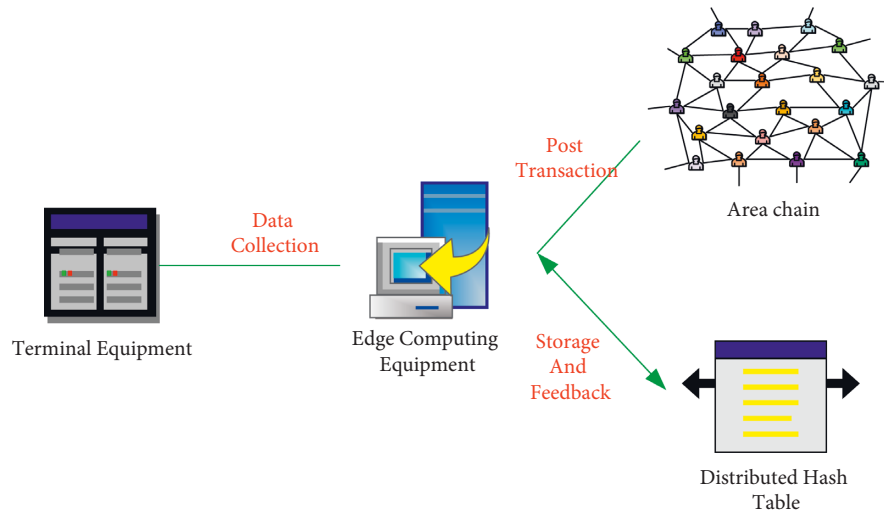 Post
Transaction
Area chain
Data
Collection
Terminal Equipment
Edge Computing
Equipment
Storage
And
Feedback
Distributed Hash
Table